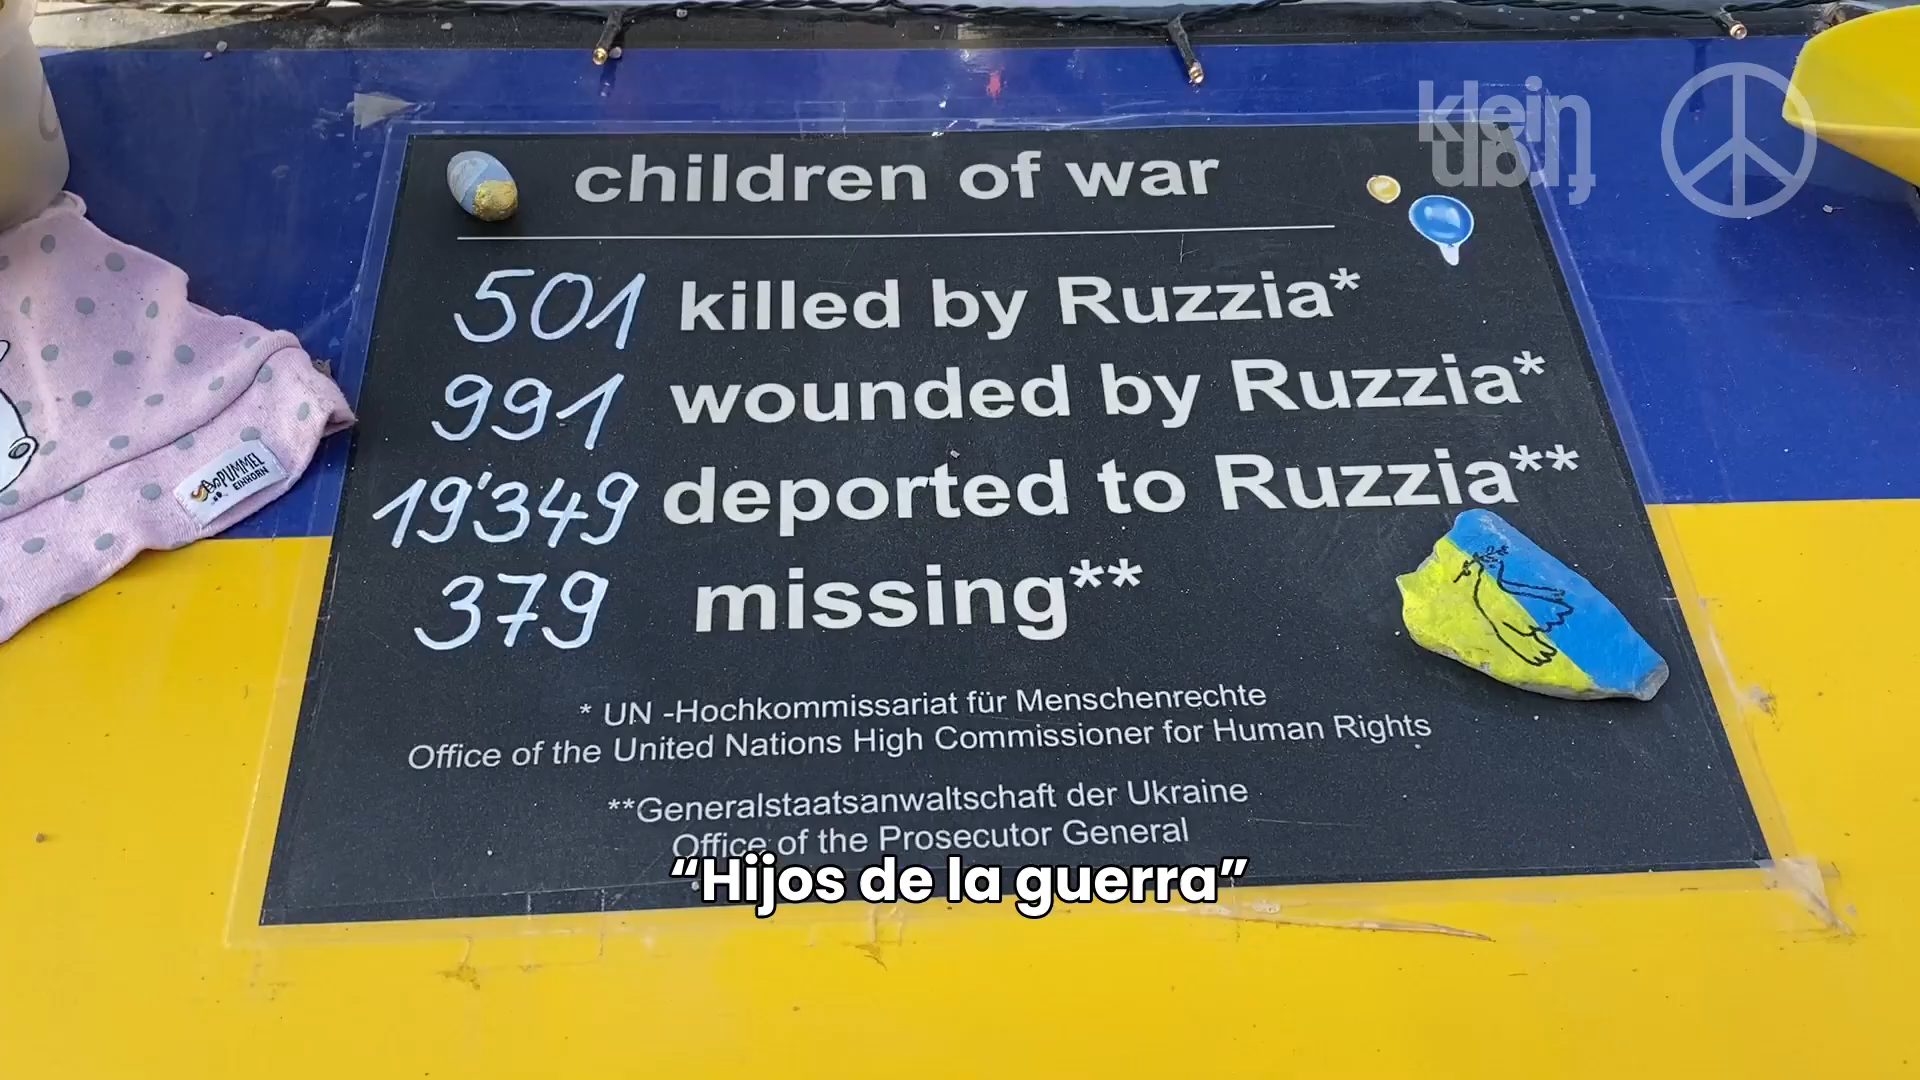 klein
children of war
501 killed by Ruzzia*
991 wounded by Ruzzia*
19'349 deported to Ruzzia**
379 missing**
PUMMEL
EINHORN
* UN -Hochkommissariat für Menschenrechte
Office of the United Nations High Commissioner for Human Rights
**Generalstaatsanwaltschaft der Ukraine
Office of the Prosecutor General
“Hijos de la guerra”